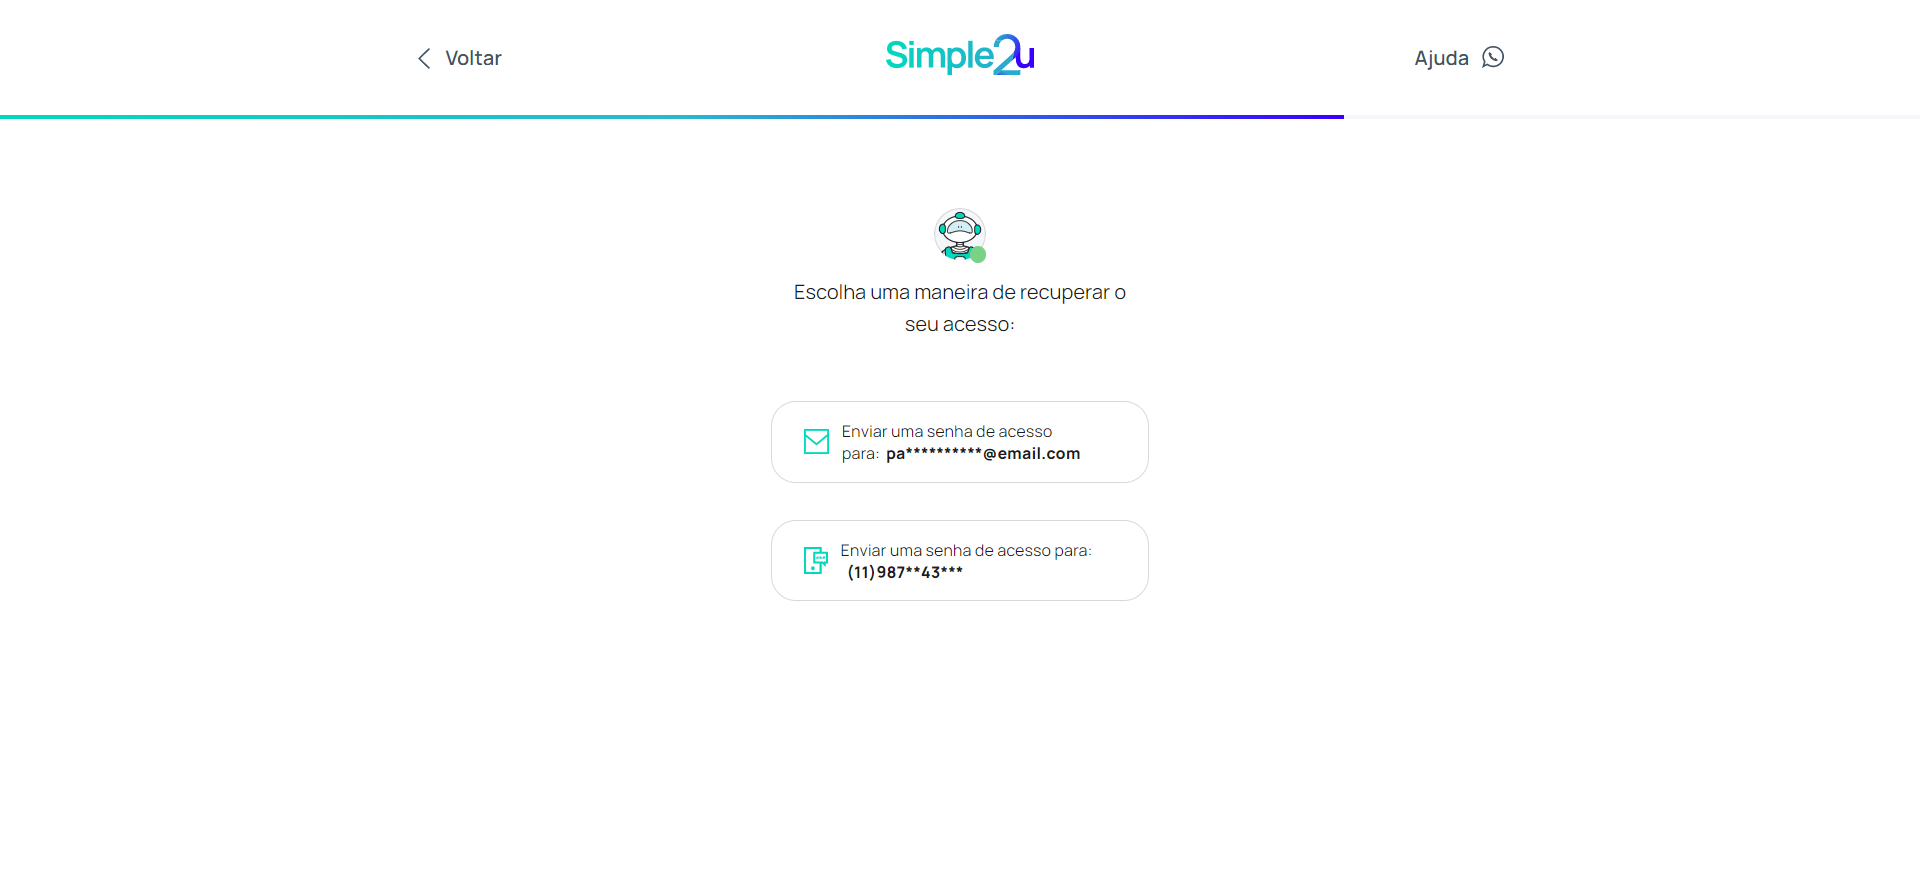 Voltar
Simple2u
Ajuda
Escolha uma maneira de recuperar o
seu acesso:
Enviar uma senha de acesso
para: pa**********@email.com
Enviar uma senha de acesso para:
(11)987**43***